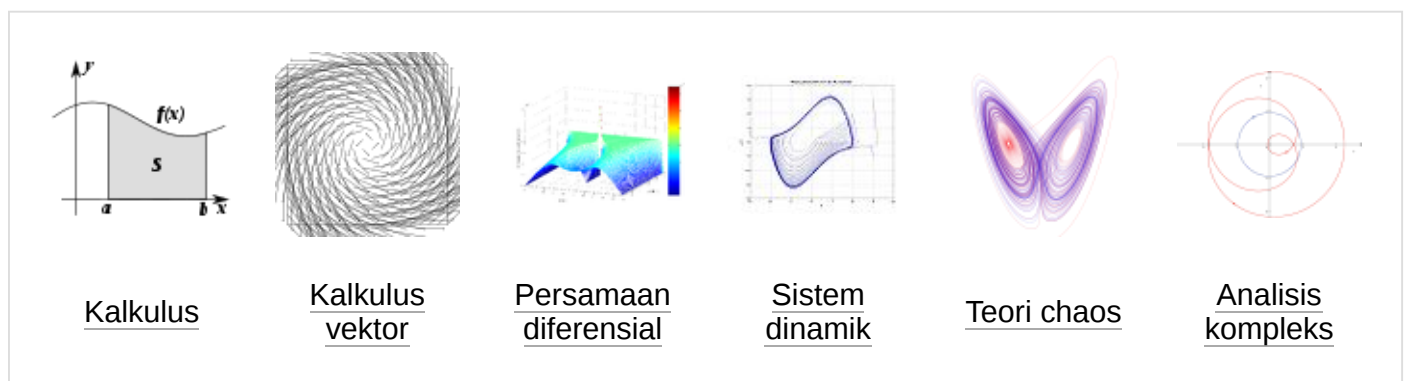 y
f(x)
S
a
b
x
Kalkulus
Kalkulus
vektor
Persamaan
diferensial
Sistem
dinamik
Teori chaos
Analisis
kompleks